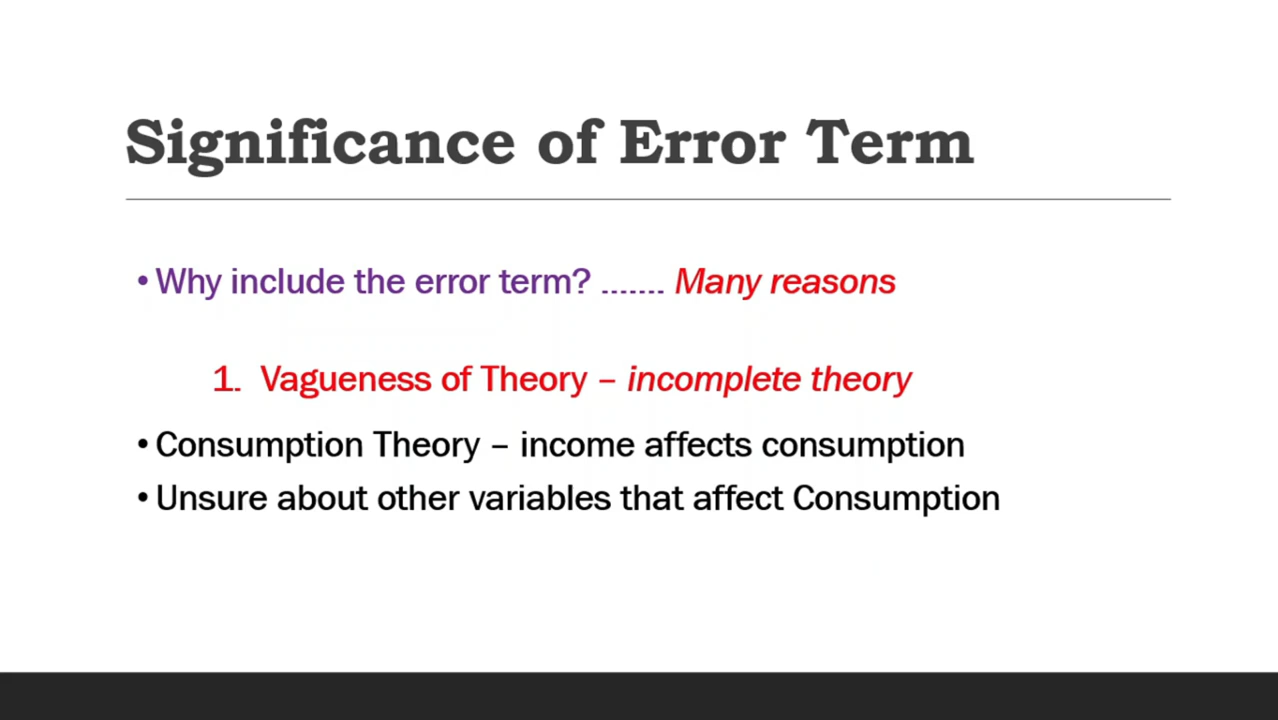 Significance of Error Term
• Why include the error term? ....... Many reasons
1. Vagueness of Theory – incomplete theory
• Consumption Theory – income affects consumption
• Unsure about other variables that affect Consumption